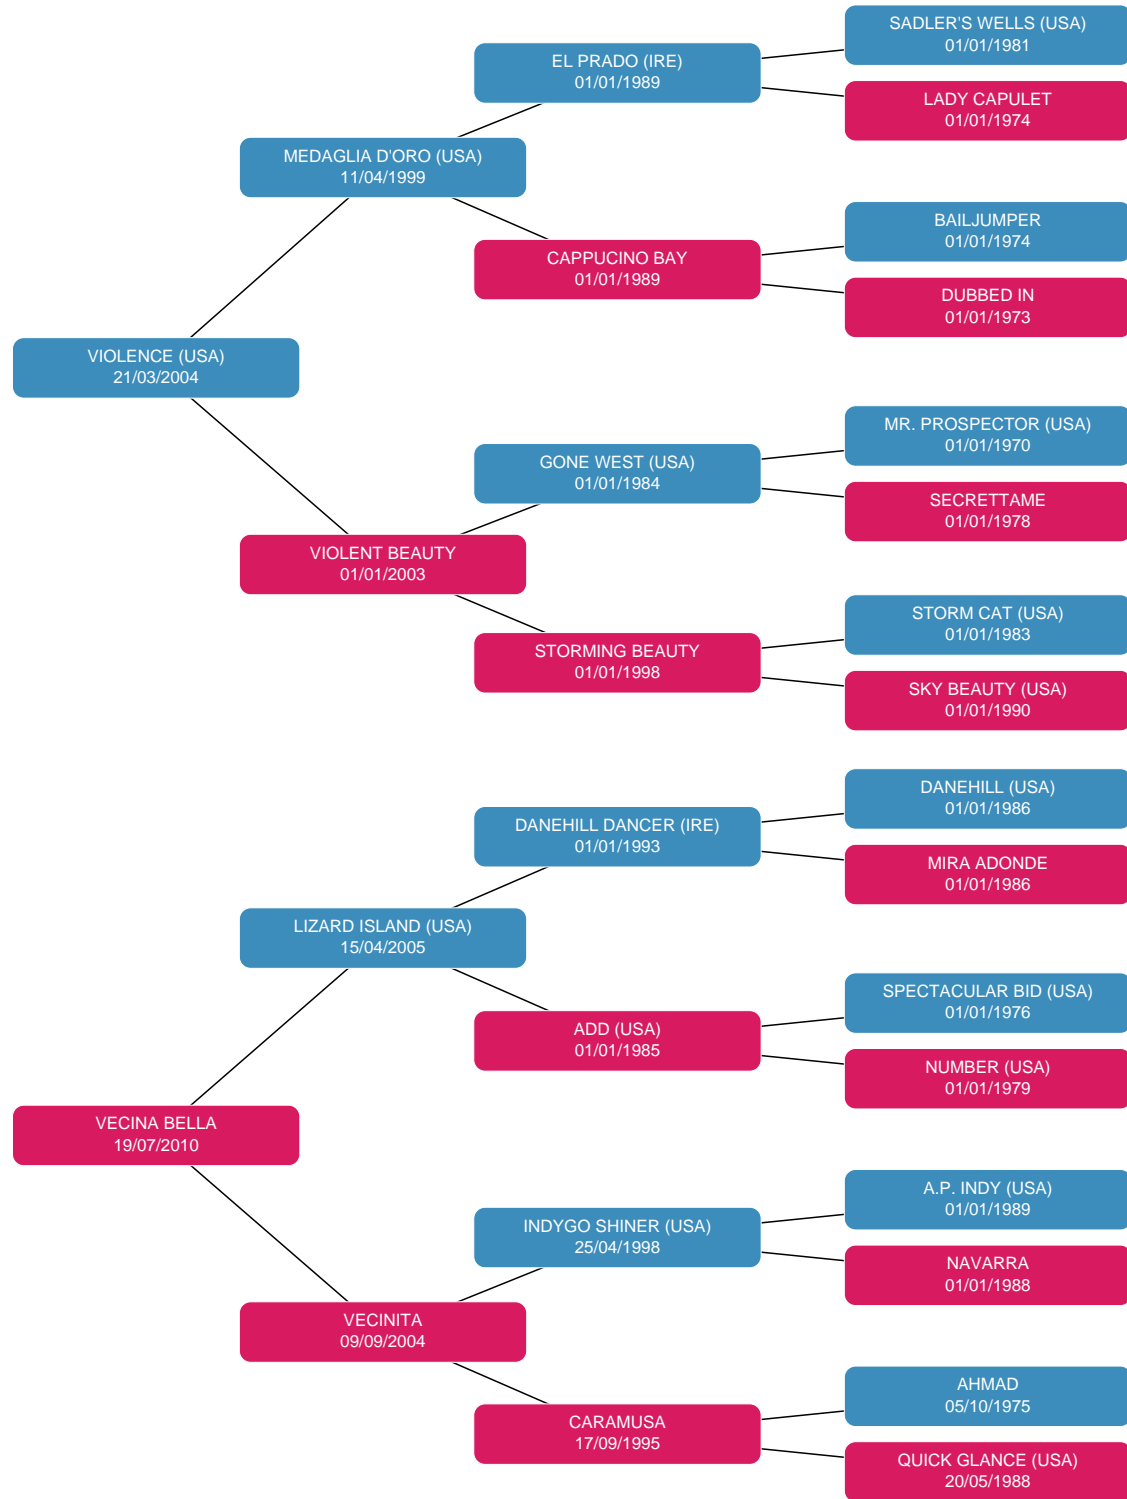 SADLER'S WELLS (USA)
01/01/1981
EL PRADO (IRE)
01/01/1989
LADY CAPULET
01/01/1974
MEDAGLIA D'ORO (USA)
11/04/1999
BAILJUMPER
01/01/1974
CAPPUCINO BAY
01/01/1989
DUBBED IN
01/01/1973
VIOLENCE (USA)
21/03/2004
MR. PROSPECTOR (USA)
01/01/1970
GONE WEST (USA)
01/01/1984
SECRETTAME
01/01/1978
VIOLENT BEAUTY
01/01/2003
STORM CAT (USA)
01/01/1983
STORMING BEAUTY
01/01/1998
SKY BEAUTY (USA)
01/01/1990
DANEHILL (USA)
01/01/1986
DANEHILL DANCER (IRE)
01/01/1993
MIRA ADONDE
01/01/1986
LIZARD ISLAND (USA)
15/04/2005
SPECTACULAR BID (USA)
01/01/1976
ADD (USA)
01/01/1985
NUMBER (USA)
01/01/1979
VECINA BELLA
19/07/2010
A.P. INDY (USA)
01/01/1989
INDYGO SHINER (USA)
25/04/1998
NAVARRA
01/01/1988
VECINITA
09/09/2004
AHMAD
05/10/1975
CARAMUSA
17/09/1995
QUICK GLANCE (USA)
20/05/1988